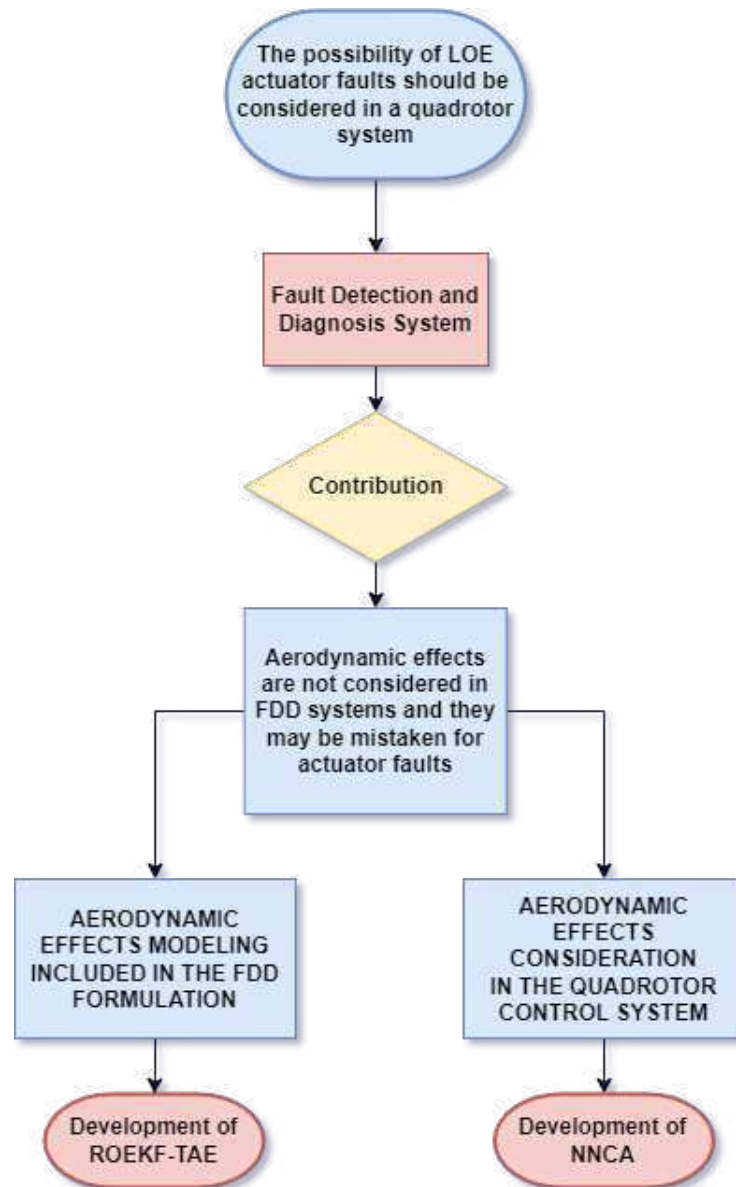 The possibility of LOE
actuator faults should be
considered in a quadrotor
system
Fault Detection and
Diagnosis System
Contribution
Aerodynamic effects
are not considered in
FDD systems and they
may be mistaken for
actuator faults
AERODYNAMIC
EFFECTS MODELING
INCLUDED IN THE FDD
FORMULATION
AERODYNAMIC
EFFECTS
CONSIDERATION
IN THE QUADROTOR
CONTROL SYSTEM
Development of
ROEKF-TAE
Development of
NNCA